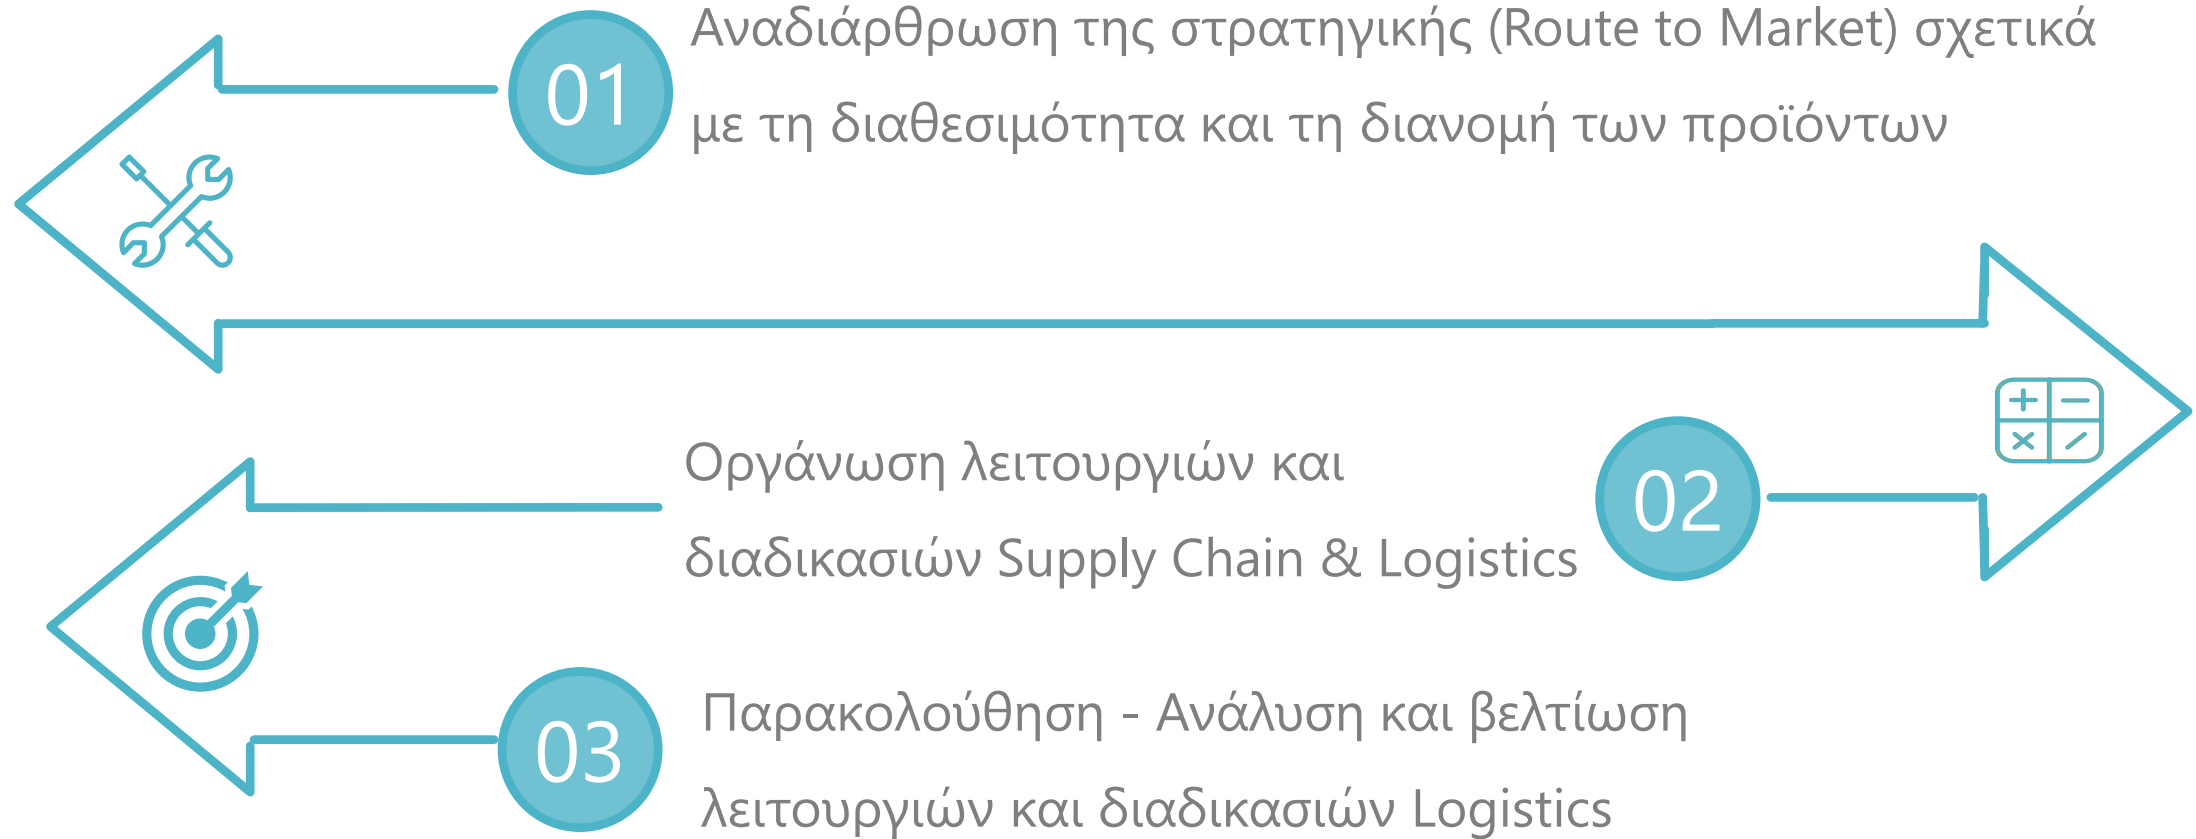 01
Αναδιάρθρωση της στρατηγικής (Route to Market) σχετικά
με τη διαθεσιμότητα και τη διανομή των προϊόντων
Οργάνωση λειτουργιών και
διαδικασιών Supply Chain & Logistics
02
03
Παρακολούθηση - Ανάλυση και βελτίωση
λειτουργιών και διαδικασιών Logistics